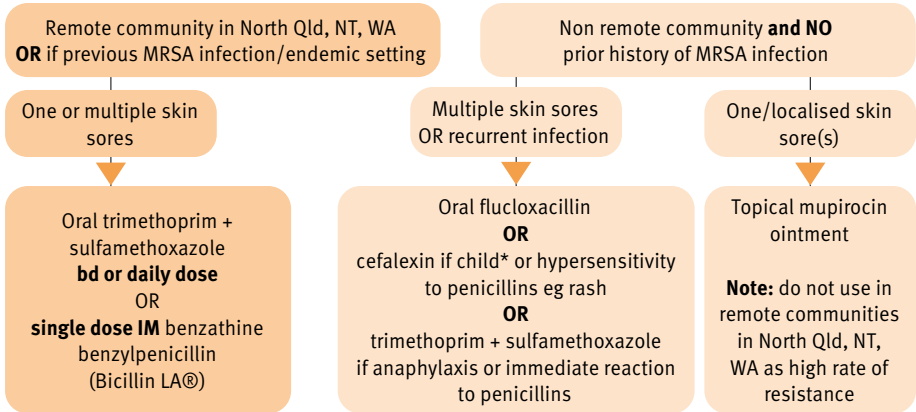 Remote community in North Qld, NT, WA
OR if previous MRSA infection/endemic setting
Non remote community and NO
prior history of MRSA infection
One or multiple skin
sores
Multiple skin sores
OR recurrent infection
One/localised skin
sore(s)
Oral trimethoprim +
sulfamethoxazole
bd or daily dose
OR
single dose IM benzathine
benzylpenicillin
(Bicillin LA®)
Oral flucloxacillin
OR
cefalexin if child* or hypersensitivity
to penicillins eg rash
OR
trimethoprim + sulfamethoxazole
if anaphylaxis or immediate reaction
to penicillins
Topical mupirocin
ointment
Note: do not use in
remote communities
in North Qld, NT,
WA as high rate of
resistance